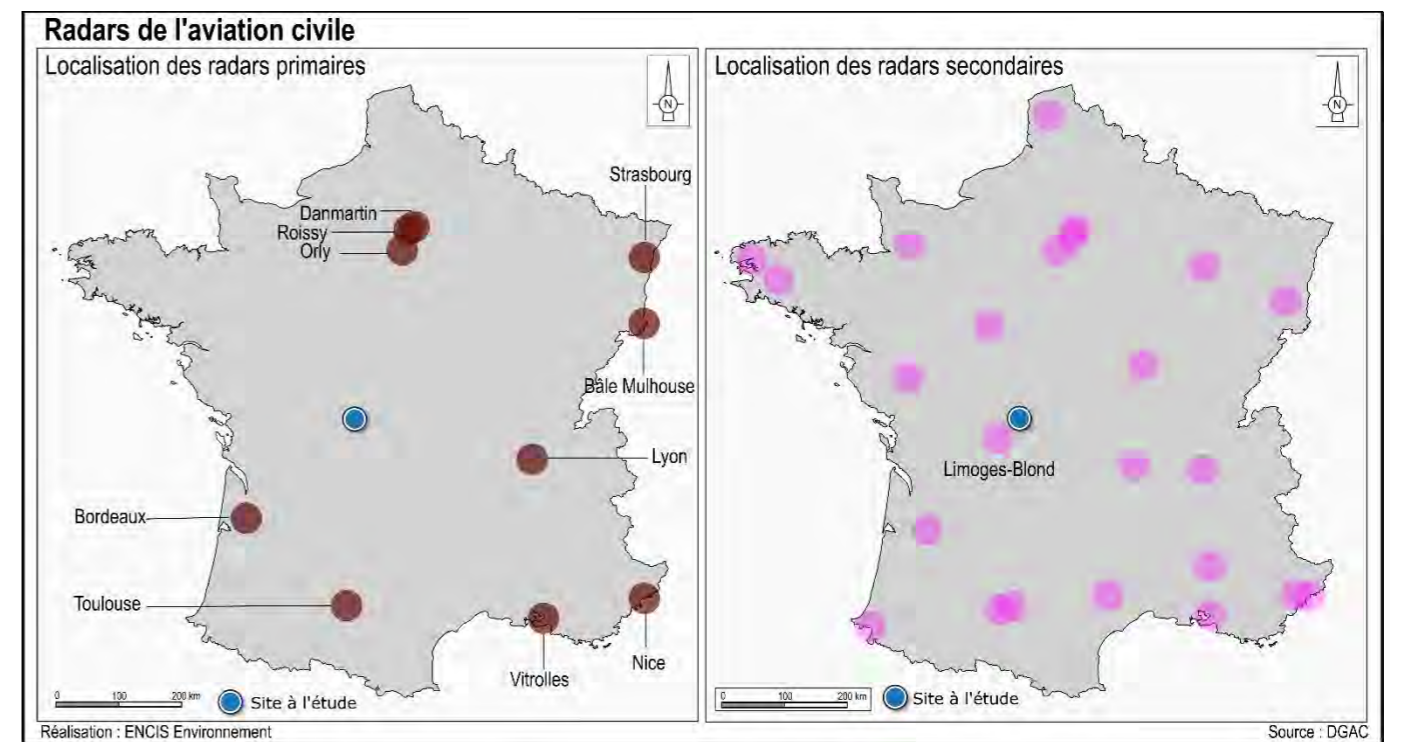 Radars de l'aviation civile
Localisation des radars primaires
N
Strasbourg
Danmartin
Roissy
Orly
Bâle Mulhouse
Lyon
Bordeaux
Toulouse
Nice
Vitrolles
0 100 200 km
Site à l'étude
Localisation des radars secondaires
N
Limoges-Blond
0 100 200 km
Site à l'étude
Réalisation : ENCIS Environnement
Source : DGAC